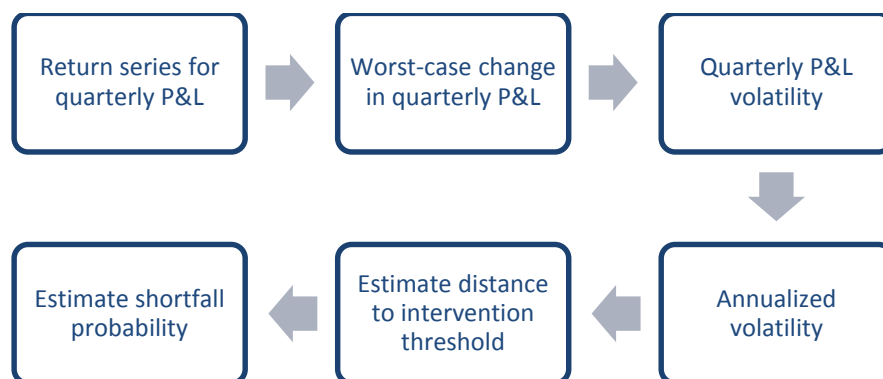 Return series for
quarterly P&L
Worst-case change
in quarterly P&L
Quarterly P&L
volatility
Annualized
volatility
Estimate distance
to intervention
threshold
Estimate shortfall
probability